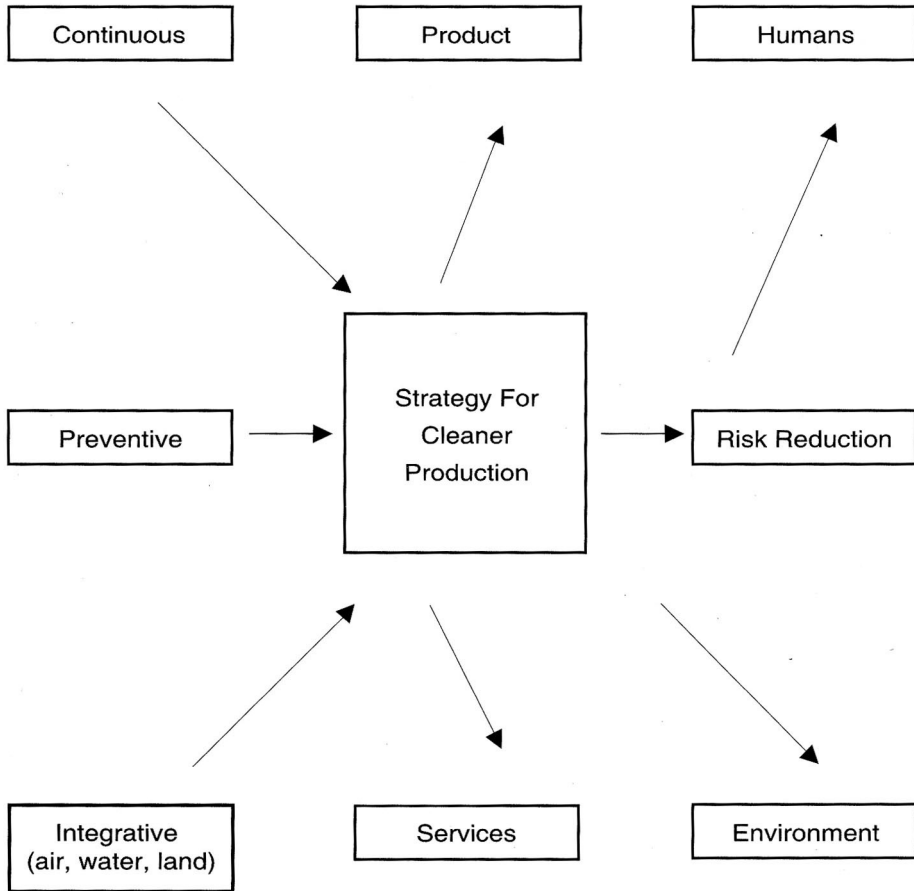 Continuous
Product
Humans
Strategy For
Cleaner
Production
Preventive
Risk Reduction
Integrative
(air, water, land)
Services
Environment